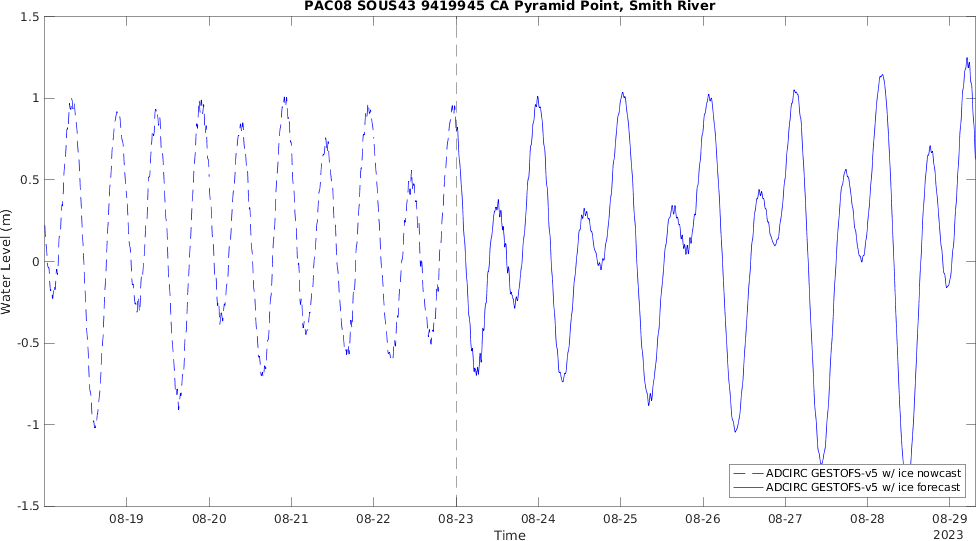 PAC08 SOUS43 9419945 CA Pyramid Point, Smith River
1.5
1
0.5
0
-0.5
-1
-1.5
Water Level (m)
ADCIRC GESTOFS-v5 w/ ice nowcast
ADCIRC GESTOFS-v5 w/ ice forecast
08-19 08-20 08-21 08-22 08-23 08-24 08-25 08-26 08-27 08-28 08-29
Time
2023